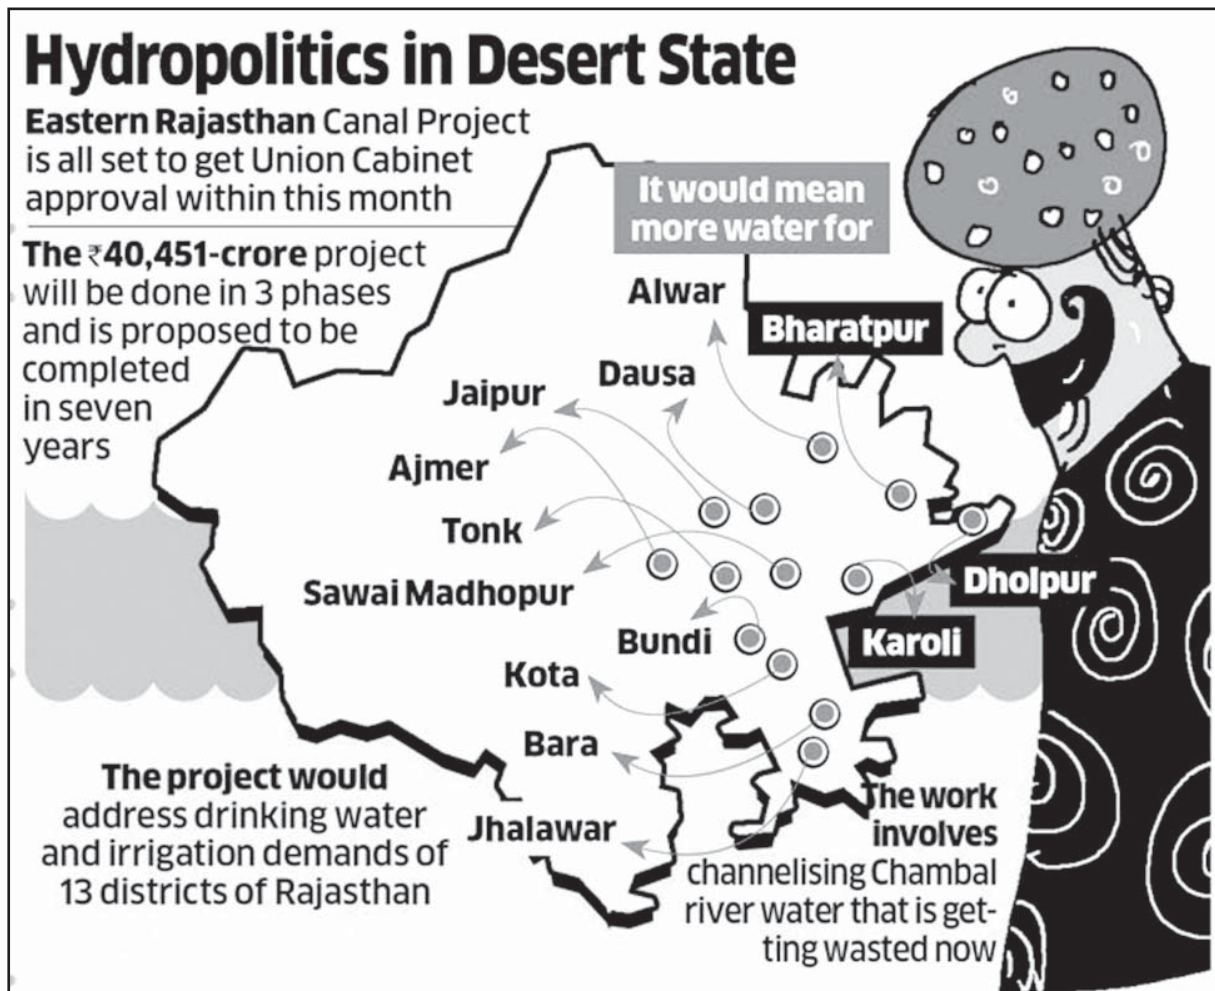 Hydropolitics in Desert State
Eastern Rajasthan Canal Project
is all set to get Union Cabinet
approval within this month
The ₹40,451-crore project
will be done in 3 phases
and is proposed to be
completed
in seven
years
It would mean
more water for
Alwar
Bharatpur
Dausa
Jaipur
Ajmer
Tonk
Sawai Madhopur
Dholpur
Bundi
Karoli
Kota
Bara
Jhalawar
The project would
address drinking water
and irrigation demands of
13 districts of Rajasthan
The work
involves
channelising Chambal
river water that is get-
ting wasted now